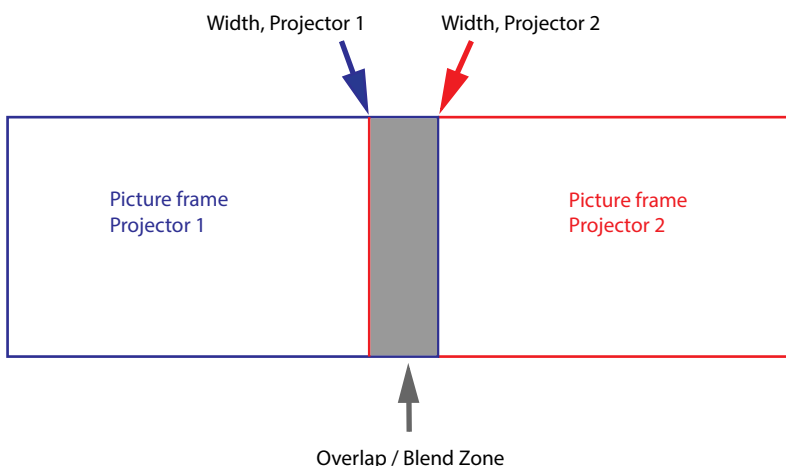 Width, Projector 1
Width, Projector 2
Picture frame
Projector 1
Picture frame
Projector 2
Overlap / Blend Zone